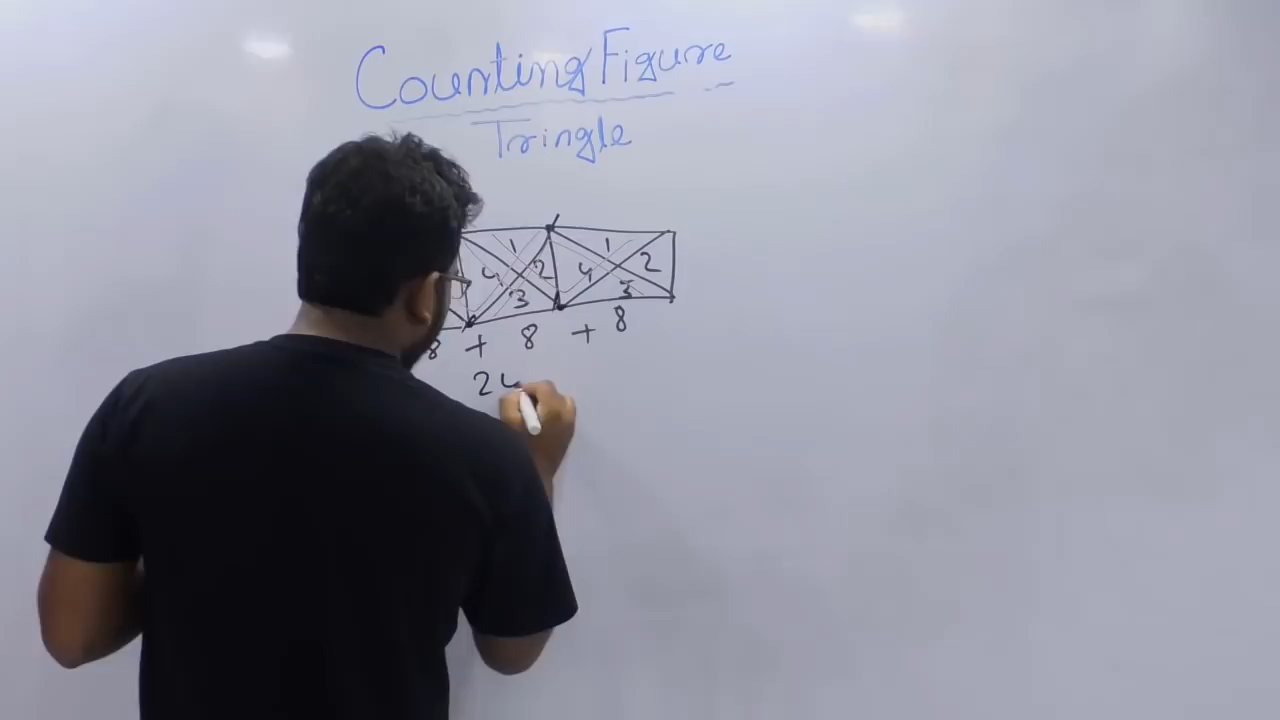 Counting Figure
Tringle
1 1
4 2 4 2
3 3
8 + 8 + 8
24